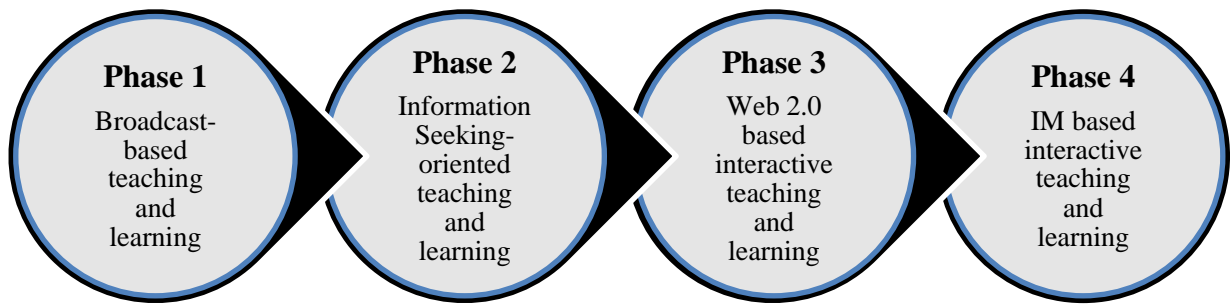 Phase 1
Broadcast-
based
teaching
and
learning
Phase 2
Information
Seeking-
oriented
teaching
and
learning
Phase 3
Web 2.0
based
interactive
teaching
and
learning
Phase 4
IM based
interactive
teaching
and
learning